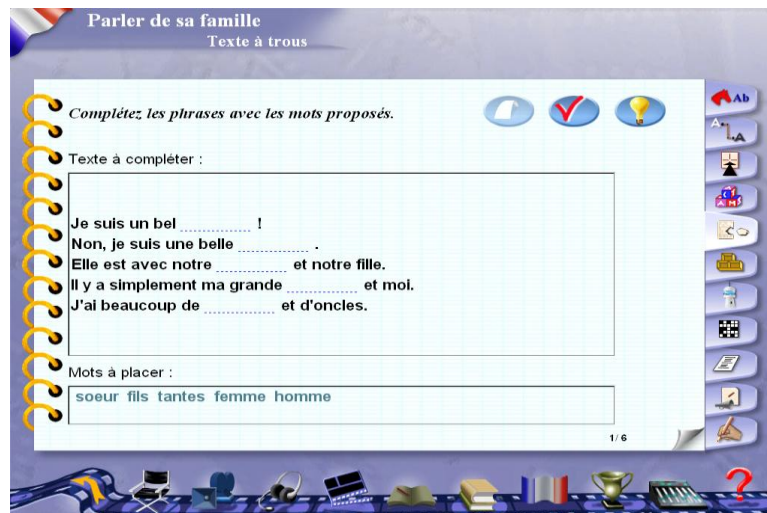 Parler de sa famille
Texte à trous
Complétez les phrases avec les mots proposés.
Ab
Texte à compléter :
Je suis un bel ............ !
Non, je suis une belle ............ .
Elle est avec notre ............ et notre fille.
Il y a simplement ma grande ............ et moi.
J'ai beaucoup de ............ et d'oncles.
Mots à placer :
soeur fils tantes femme homme
1/ 6